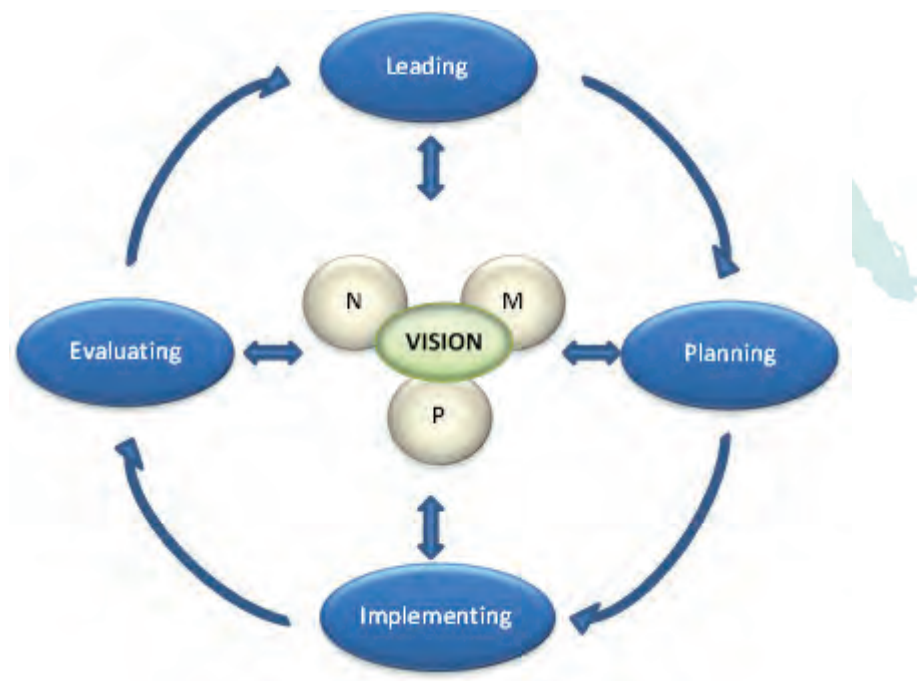 Leading
N
M
VISION
Evaluating
Planning
P
Implementing